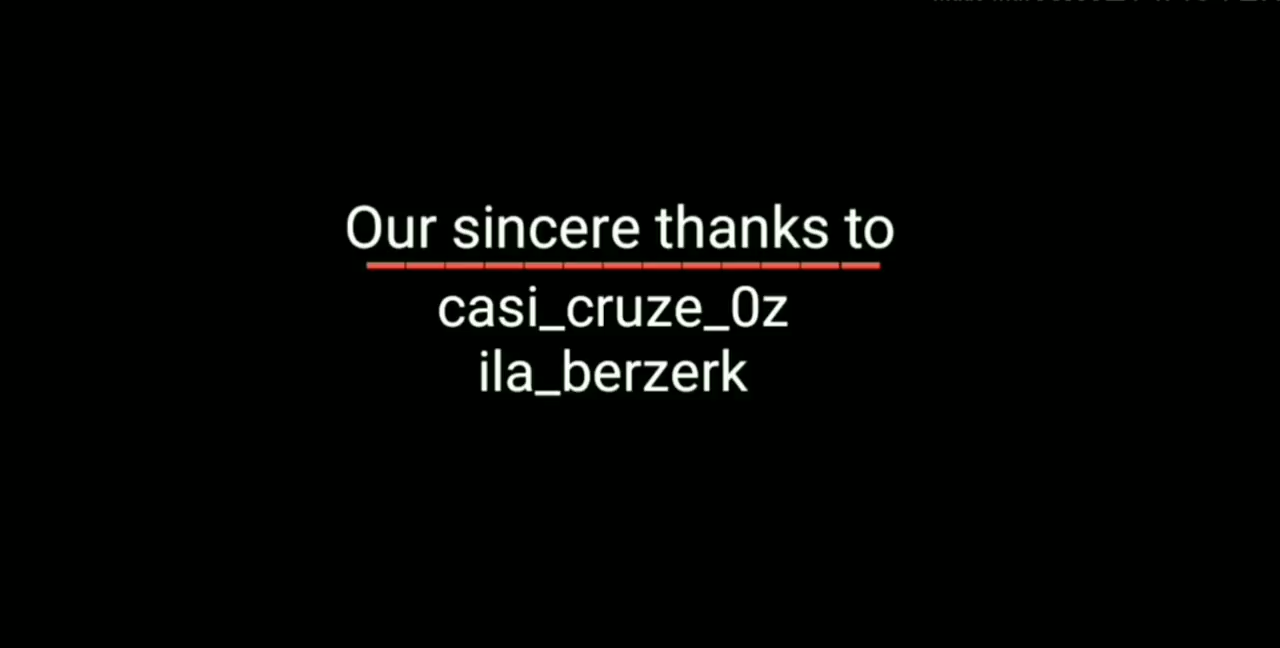 Our sincere thanks to
casi_cruze_0z
ila_berzerk